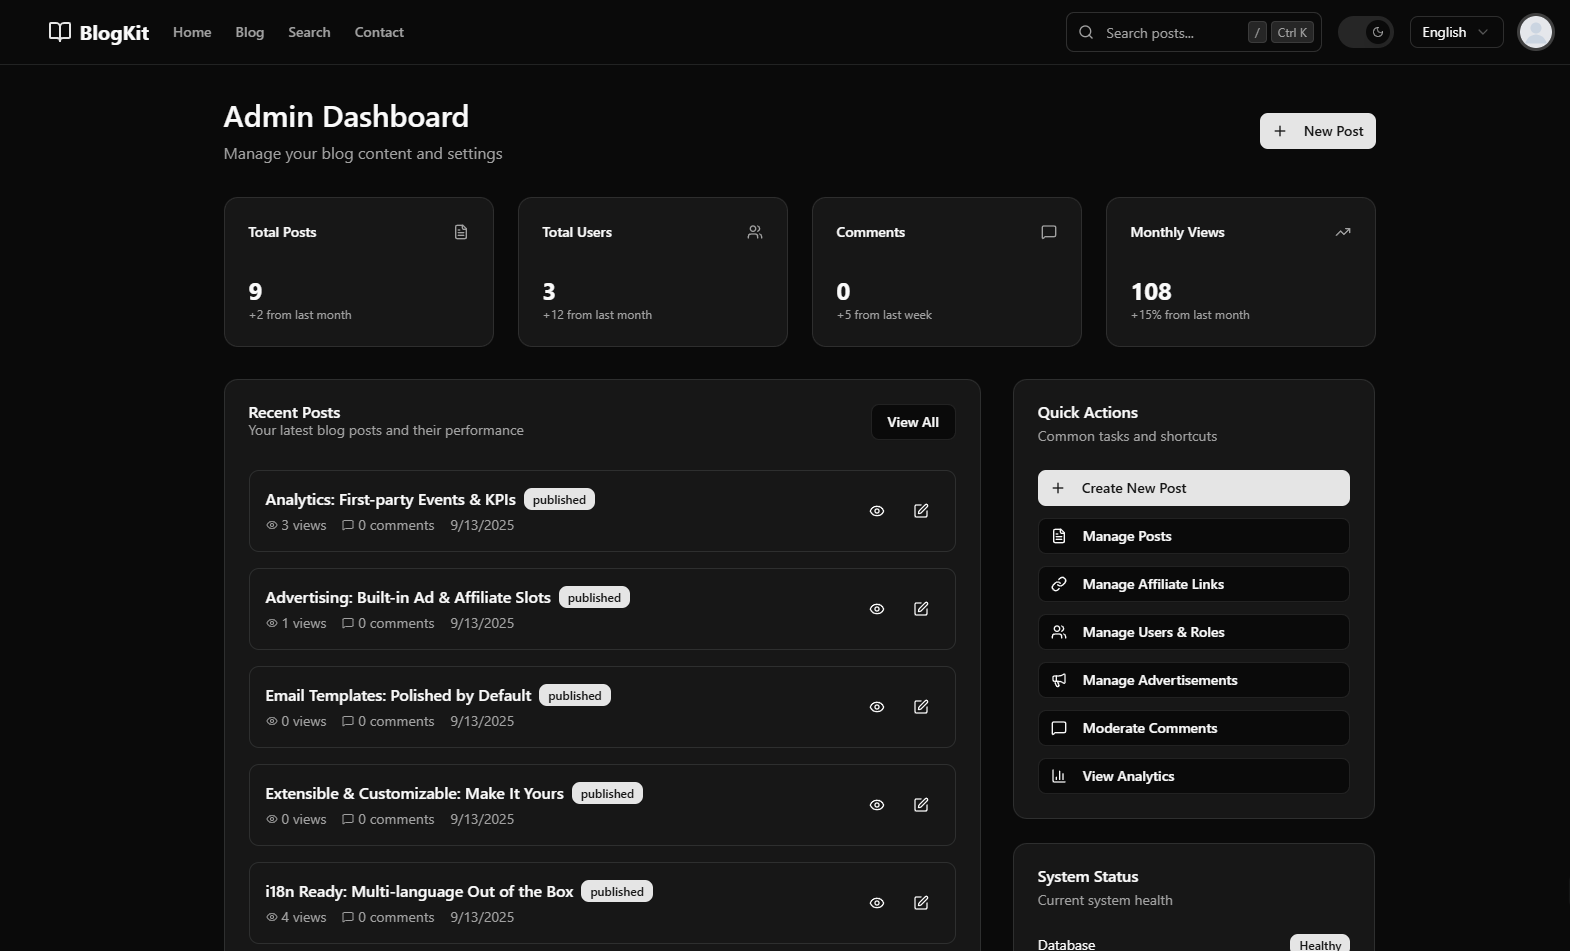 BlogKit Home Blog Search Contact Search posts... / Ctrl K English
Admin Dashboard
Manage your blog content and settings
New Post
Total Posts
9
+2 from last month
Total Users
3
+12 from last month
Comments
0
+5 from last week
Monthly Views
108
+15% from last month
Recent Posts
Your latest blog posts and their performance
View All
Analytics: First-party Events & KPIs published
3 views 0 comments 9/13/2025
Advertising: Built-in Ad & Affiliate Slots published
1 views 0 comments 9/13/2025
Email Templates: Polished by Default published
0 views 0 comments 9/13/2025
Extensible & Customizable: Make It Yours published
0 views 0 comments 9/13/2025
i18n Ready: Multi-language Out of the Box published
4 views 0 comments 9/13/2025
Quick Actions
Common tasks and shortcuts
Create New Post
Manage Posts
Manage Affiliate Links
Manage Users & Roles
Manage Advertisements
Moderate Comments
View Analytics
System Status
Current system health
Database Healthy